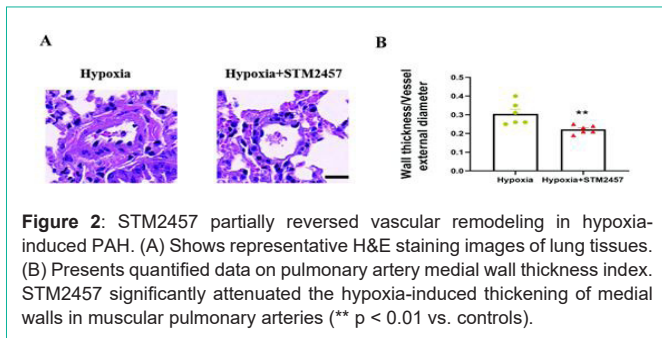 A
B
Hypoxia
Hypoxia+STM2457
Wall thickness/Vessel
external diameter
0.5
0.4
0.3
0.2
0.1
0.0
**
Hypoxia
Hypoxia+STM2457
Figure 2: STM2457 partially reversed vascular remodeling in hypoxia-
induced PAH. (A) Shows representative H&E staining images of lung tissues.
(B) Presents quantified data on pulmonary artery medial wall thickness index.
STM2457 significantly attenuated the hypoxia-induced thickening of medial
walls in muscular pulmonary arteries (** p < 0.01 vs. controls).